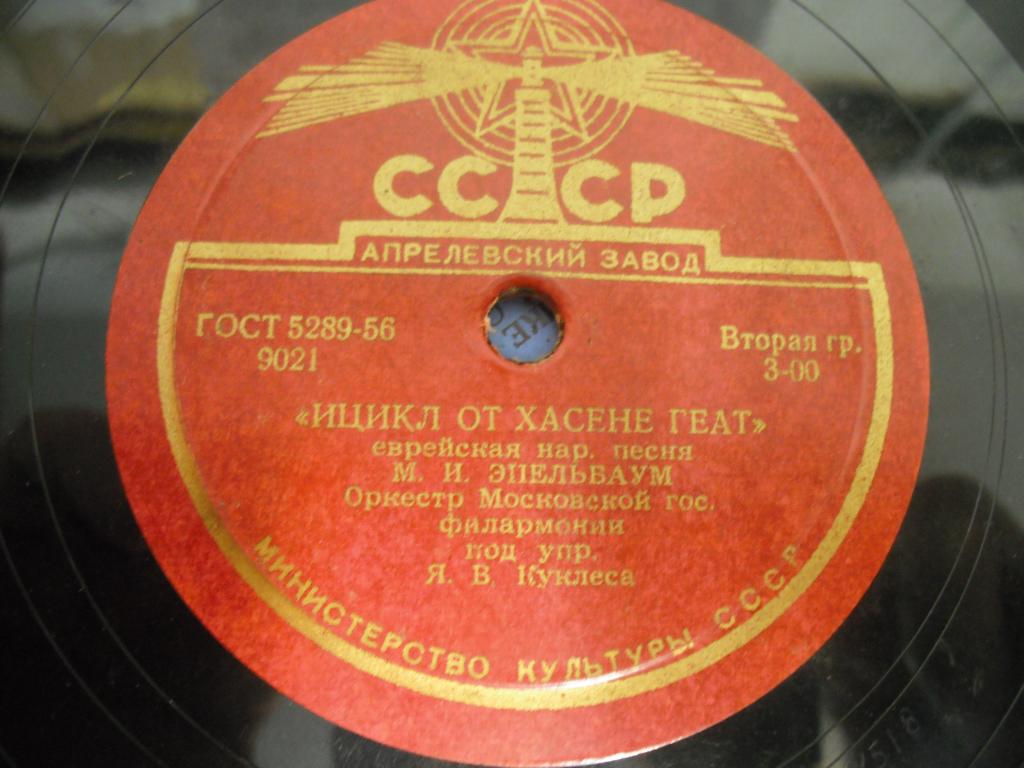 СССР
АПРЕЛЕВСКИЙ ЗАВОД
ГОСТ 5289-56
9021
Вторая гр.
3-00
«ИЦИКЛ ОТ ХАСЕНЕ ГЕАТ»
еврейская нар. песня
М. И. ЭПЕЛЬБАУМ
Оркестр Московской гос.
филармонии
под упр.
Я. В. Куклеса
МИНИСТЕРСТВО КУЛЬТУРЫ СССР